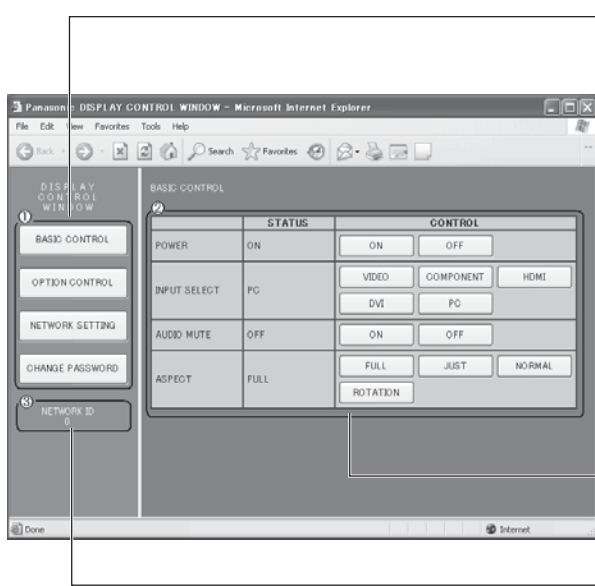 Panasonic DISPLAY CONTROL WINDOW - Microsoft Internet Explorer
File Edit View Favorites Tools Help
Back Search Favorites
DISPLAY
CONTROL
WINDOW
①
BASIC CONTROL
OPTION CONTROL
NETWORK SETTING
CHANGE PASSWORD
③
NETWORK ID
0
BASIC CONTROL
②
STATUS CONTROL
POWER ON ON OFF
INPUT SELECT PC VIDEO COMPONENT HDMI
DVI PC
AUDIO MUTE OFF ON OFF
ASPECT FULL FULL JUST NORMAL
ROTATION
Done Internet